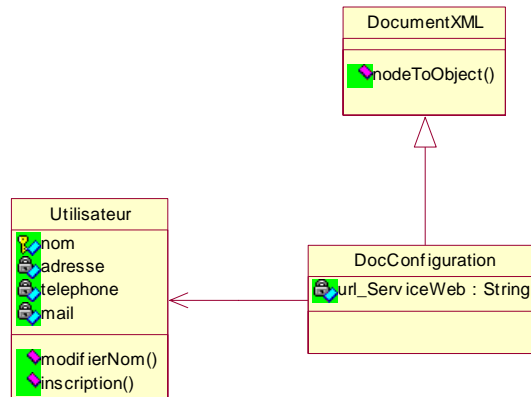 DocumentXML
nodeToObject()
Utilisateur
nom
adresse
telephone
mail
modifierNom()
inscription()
DocConfiguration
url_ServiceWeb : String